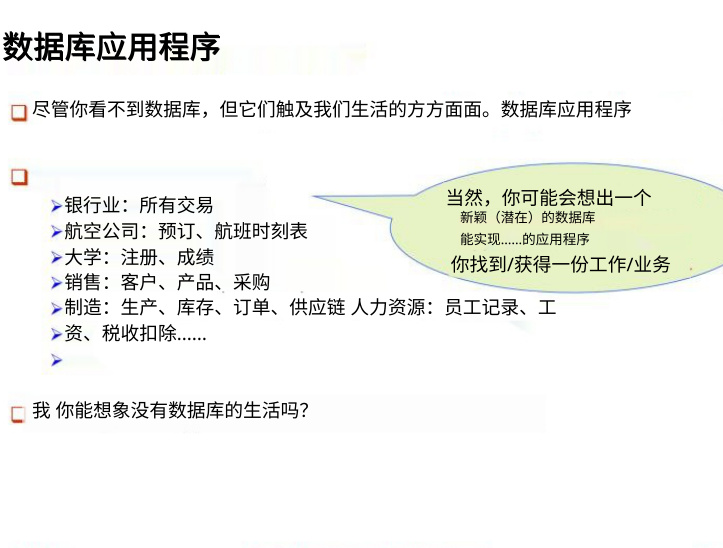 数据库应用程序
尽管你看不到数据库，但它们触及我们生活的方方面面。数据库应用程序
银行业：所有交易
航空公司：预订、航班时刻表
大学：注册、成绩
销售：客户、产品、采购
制造：生产、库存、订单、供应链 人力资源：员工记录、工
资、税收扣除......
当然，你可能会想出一个
新颖（潜在）的数据库
能实现......的应用程序
你找到/获得一份工作/业务
我 你能想象没有数据库的生活吗？